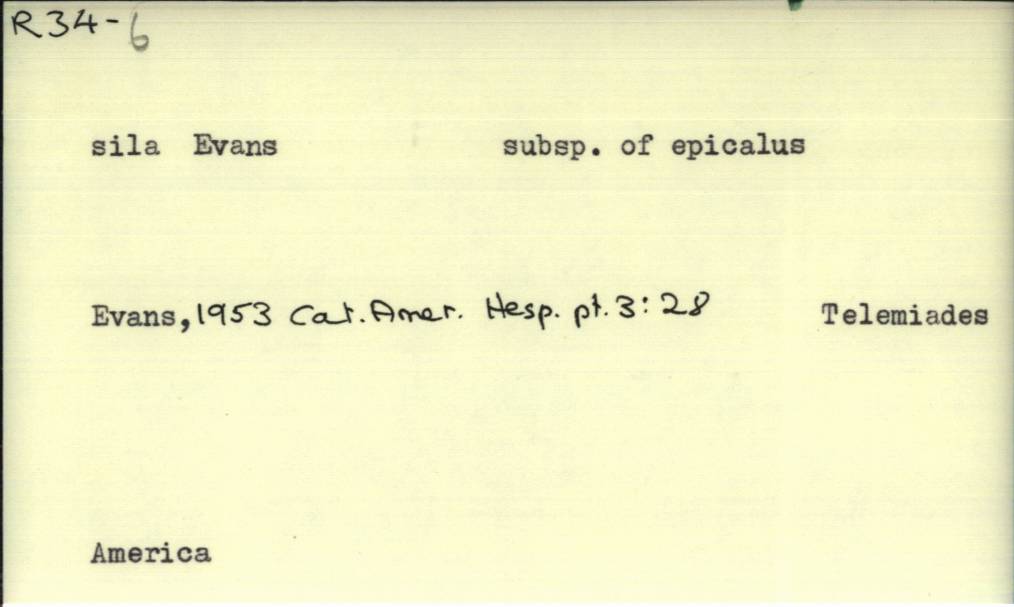 R34-6
sila Evans subsp. of epicalus
Evans, 1953 Cat. Amer. Hesp. pt. 3: 28 Telemiades
America